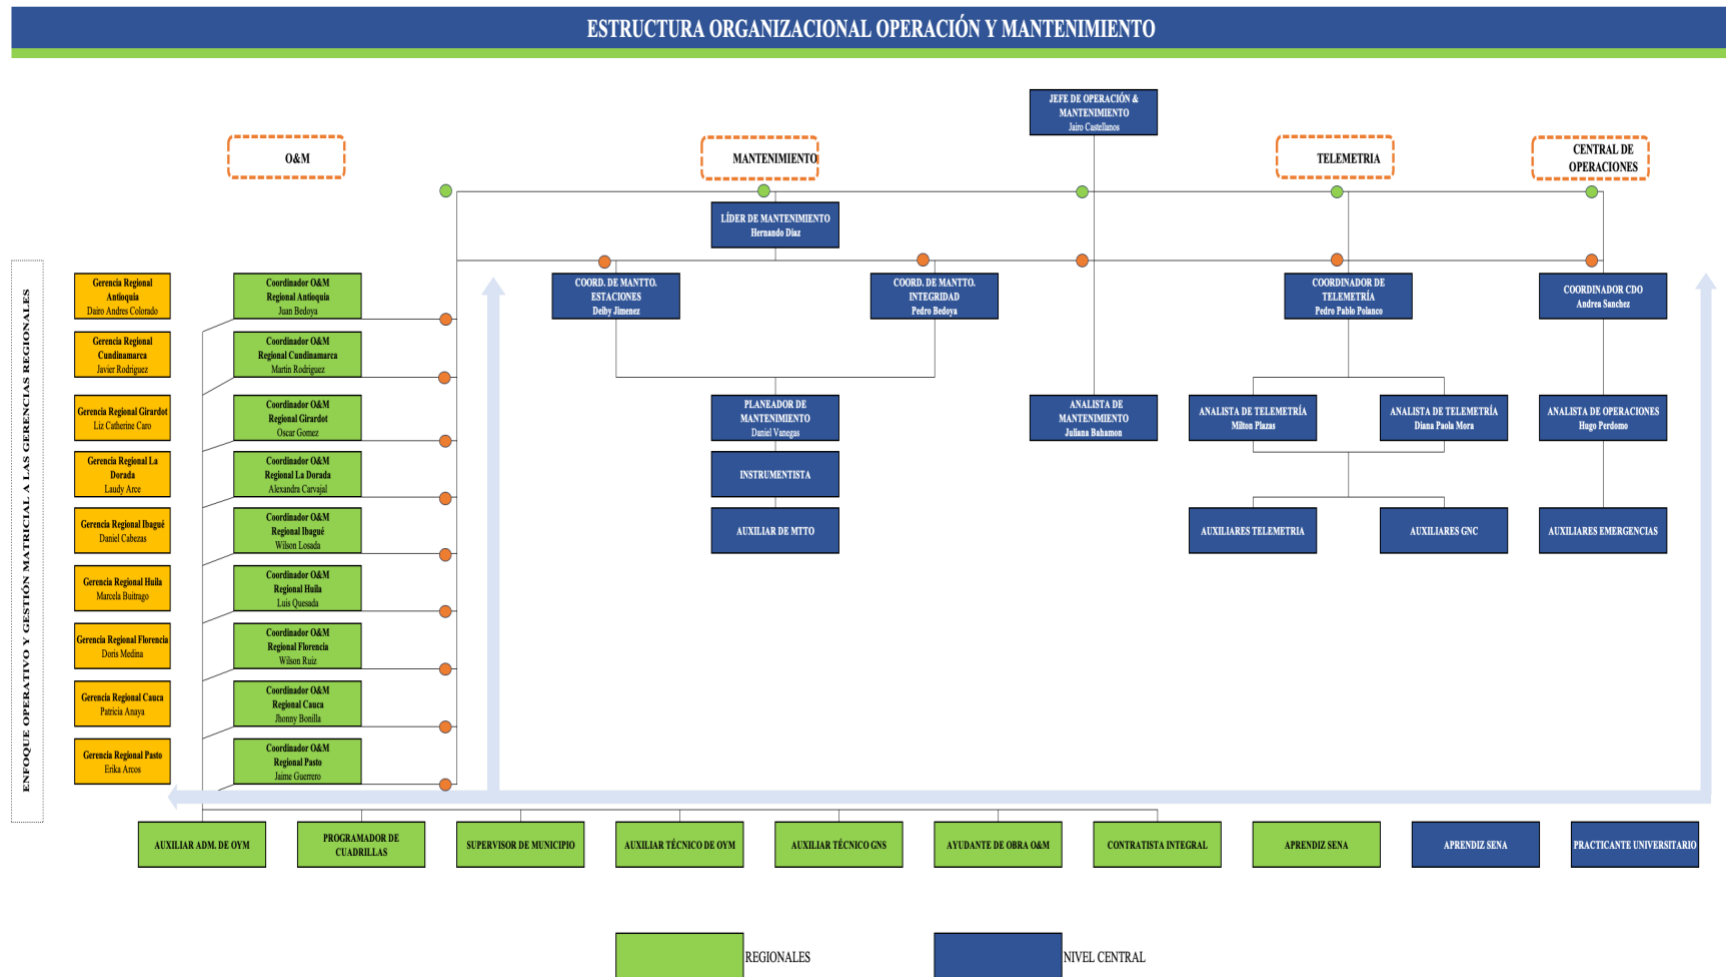 ESTRUCTURA ORGANIZACIONAL OPERACIÓN Y MANTENIMIENTO
JEFE DE OPERACIÓN &
MANTENIMIENTO
Jairo Castellanos
O&M
MANTENIMIENTO
TELEMETRIA
CENTRAL DE
OPERACIONES
LÍDER DE MANTENIMIENTO
Hernando Díaz
ENFOQUE OPERATIVO Y GESTIÓN MATRICIAL A LAS GERENCIAS REGIONALES
Gerencia Regional
Antioquia
Dairo Andres Colorado
Coordinador O&M
Regional Antioquia
Juan Bedoya
COORD. DE MANTTO.
ESTACIONES
Deiby Jimenez
COORD. DE MANTTO.
INTEGRIDAD
Pedro Bedoya
COORDINADOR DE
TELEMETRÍA
Pedro Pablo Polanco
COORDINADOR CDO
Andrea Sanchez
Gerencia Regional
Cundinamarca
Javier Rodriguez
Coordinador O&M
Regional Cundinamarca
Martin Rodriguez
Gerencia Regional Girardot
Liz Catherine Caro
Coordinador O&M
Regional Girardot
Oscar Gomez
PLANEADOR DE
MANTENIMIENTO
Daniel Vanegas
ANALISTA DE
MANTENIMIENTO
Juliana Bahamon
ANALISTA DE TELEMETRÍA
Milton Plazas
ANALISTA DE TELEMETRÍA
Diana Paola Mora
ANALISTA DE OPERACIONES
Hugo Perdomo
Gerencia Regional La
Dorada
Laudy Arce
Coordinador O&M
Regional La Dorada
Alexandra Carvajal
INSTRUMENTISTA
Gerencia Regional Ibagué
Daniel Cabezas
Coordinador O&M
Regional Ibagué
Wilson Losada
AUXILIAR DE MTTO
AUXILIARES TELEMETRIA
AUXILIARES GNC
AUXILIARES EMERGENCIAS
Gerencia Regional Huila
Marcela Buitrago
Coordinador O&M
Regional Huila
Luis Quesada
Gerencia Regional Florencia
Doris Medina
Coordinador O&M
Regional Florencia
Wilson Ruiz
Gerencia Regional Cauca
Patricia Anaya
Coordinador O&M
Regional Cauca
Jhonny Bonilla
Gerencia Regional Pasto
Erika Arcos
Coordinador O&M
Regional Pasto
Jaime Guerrero
AUXILIAR ADM. DE OYM
PROGRAMADOR DE
CUADRILLAS
SUPERVISOR DE MUNICIPIO
AUXILIAR TÉCNICO DE OYM
AUXILIAR TÉCNICO GNS
AYUDANTE DE OBRA O&M
CONTRATISTA INTEGRAL
APRENDIZ SENA
APRENDIZ SENA
PRACTICANTE UNIVERSITARIO
REGIONALES
NIVEL CENTRAL